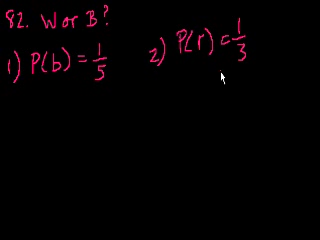 82. W or B?
1) P(b) = 1/5
2) P(r) = 1/3